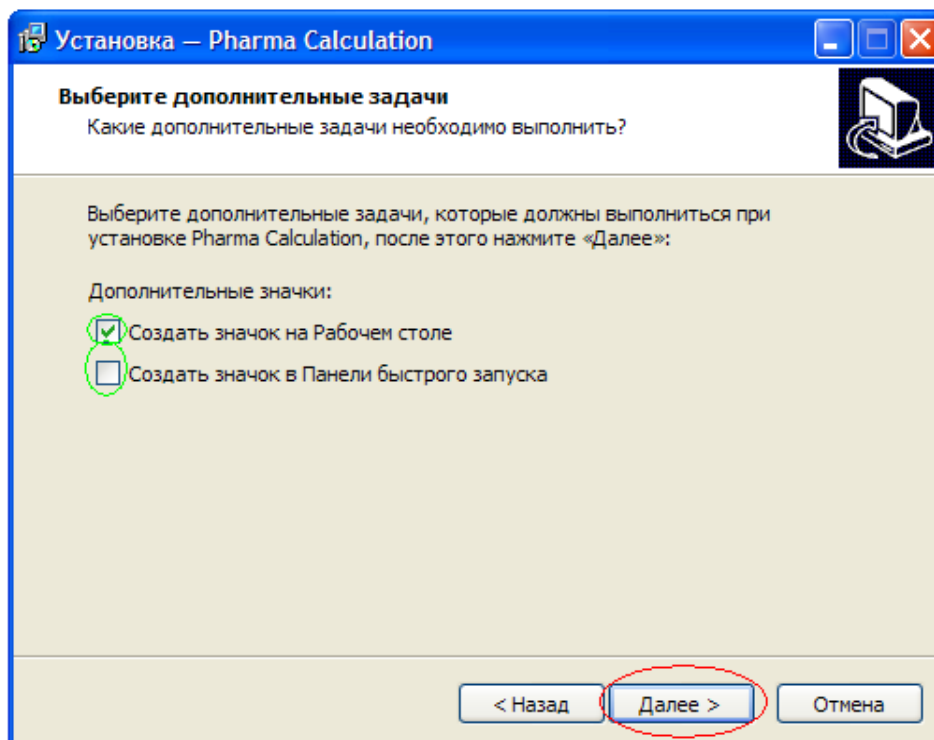 Установка — Pharma Calculation
Выберите дополнительные задачи
Какие дополнительные задачи необходимо выполнить?
Выберите дополнительные задачи, которые должны выполниться при
установке Pharma Calculation, после этого нажмите «Далее»:
Дополнительные значки:
Создать значок на Рабочем столе
Создать значок в Панели быстрого запуска
< Назад
Далее >
Отмена